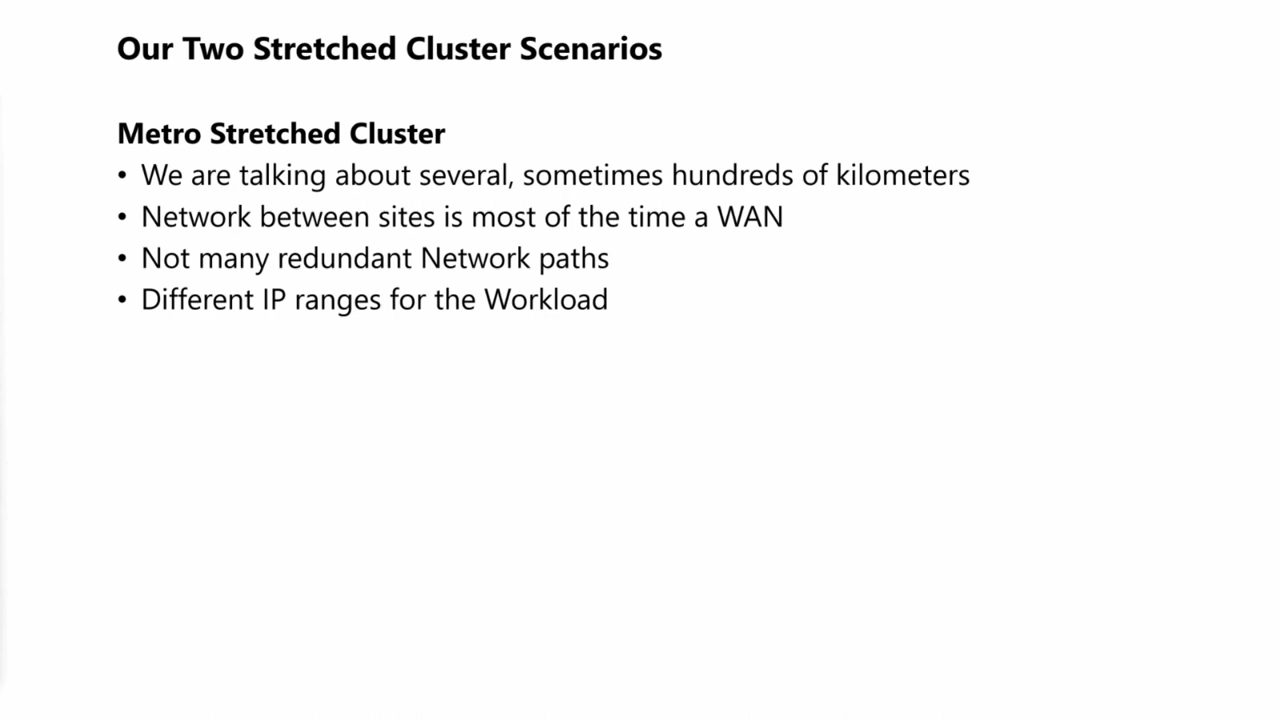 Our Two Stretched Cluster Scenarios
Metro Stretched Cluster
• We are talking about several, sometimes hundreds of kilometers
• Network between sites is most of the time a WAN
• Not many redundant Network paths
• Different IP ranges for the Workload